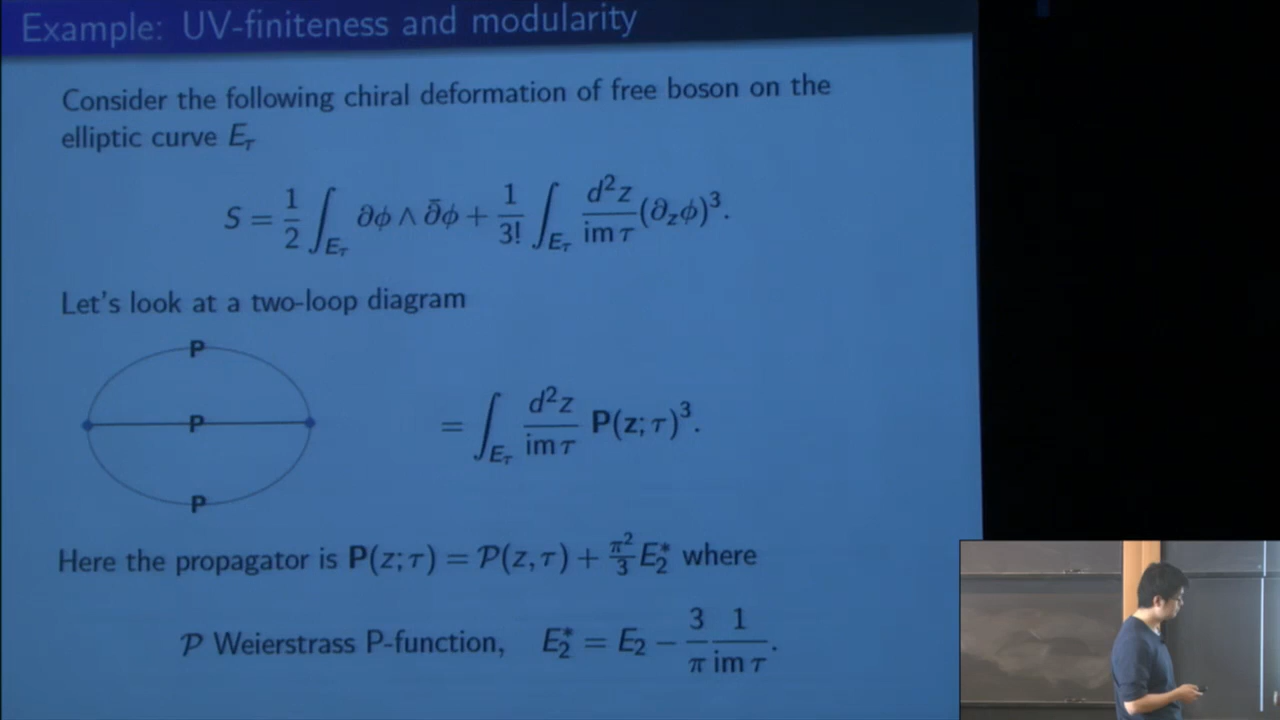 Example: UV-finiteness and modularity
Consider the following chiral deformation of free boson on the
elliptic curve E_τ
S = 1/2 ∫_{E_τ} ∂φ ∧ ∂̄φ + 1/3! ∫_{E_τ} d²z/im τ (∂_zφ)³.
Let's look at a two-loop diagram
P
P
P
= ∫_{E_τ} d²z/im τ P(z; τ)³.
Here the propagator is P(z; τ) = 𝒫(z, τ) + π²/3 E₂* where
𝒫 Weierstrass P-function, E₂* = E₂ − 3/π 1/im τ.